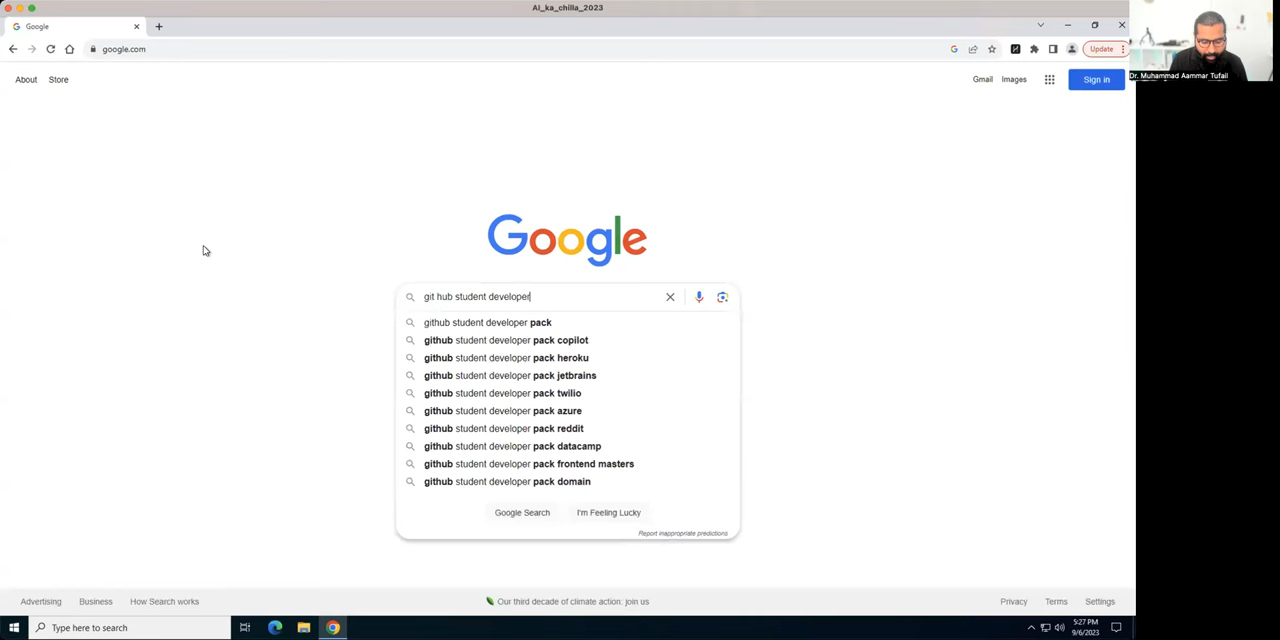 Ai_ka_chilla_2023
Google
google.com
Update
Dr. Muhammad Aammar Tufail
About Store
Gmail Images
Sign in
Google
git hub student developer
github student developer pack
github student developer pack copilot
github student developer pack heroku
github student developer pack jetbrains
github student developer pack twilio
github student developer pack azure
github student developer pack reddit
github student developer pack datacamp
github student developer pack frontend masters
github student developer pack domain
Google Search I'm Feeling Lucky
Report inappropriate predictions
Advertising Business How Search works Our third decade of climate action: join us Privacy Terms Settings
Type here to search
5:27 PM
9/6/2023